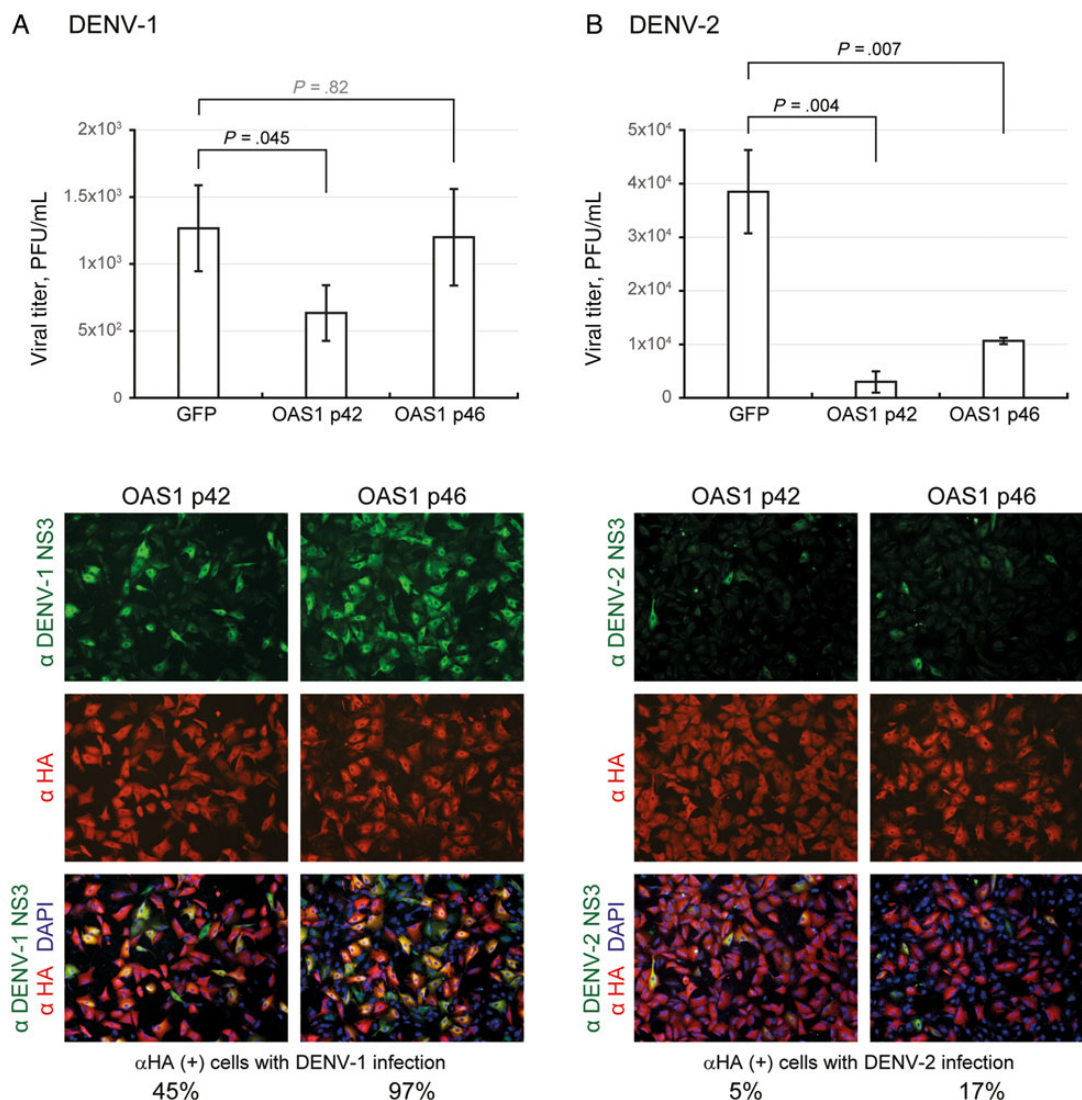 A DENV-1
P = .82
P = .045
2x10³
1.5x10³
1x10³
5x10²
0
Viral titer, PFU/mL
GFP OAS1 p42 OAS1 p46
B DENV-2
P = .007
P = .004
5x10⁴
4x10⁴
3x10⁴
2x10⁴
1x10⁴
0
Viral titer, PFU/mL
GFP OAS1 p42 OAS1 p46
OAS1 p42 OAS1 p46
α DENV-1 NS3
α HA
α DENV-1 NS3
α HA DAPI
αHA (+) cells with DENV-1 infection
45% 97%
OAS1 p42 OAS1 p46
α DENV-2 NS3
α HA
α DENV-2 NS3
α HA DAPI
αHA (+) cells with DENV-2 infection
5% 17%